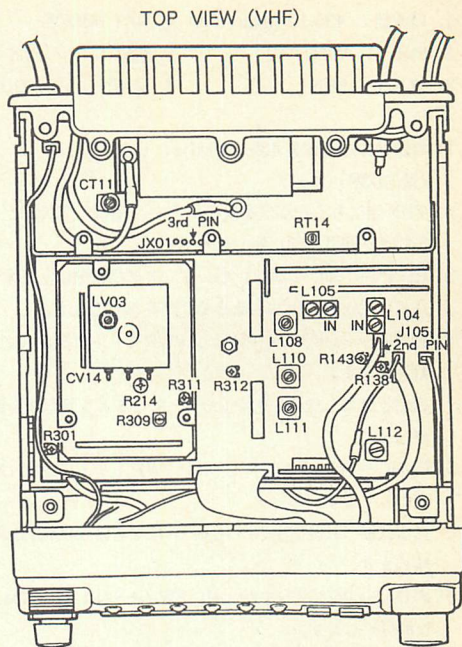 TOP VIEW (VHF)
CT11
3rd PIN
JX01
RT14
L105
LV03
L104
IN IN
L108
J105
2nd PIN
R143
L110
CV14
R311
R312
R138
R214
R309
L111
R301
L112